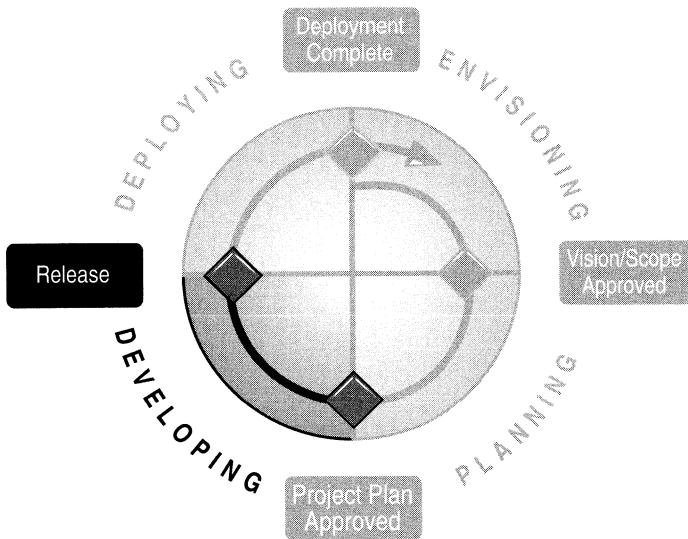 Deployment
Complete
DEPLOYING
ENVISIONING
Release
Vision/Scope
Approved
DEVELOPING
PLANNING
Project Plan
Approved